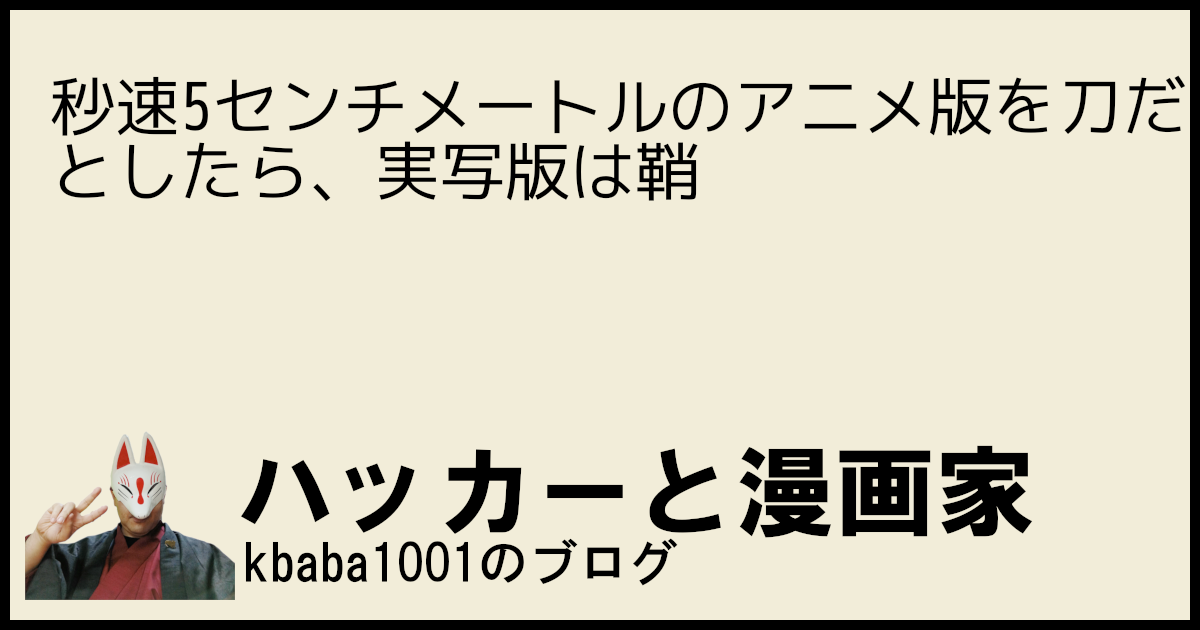 秒速5センチメートルのアニメ版を刀だ
としたら、実写版は鞘
ハッカーと漫画家
kbaba1001のブログ